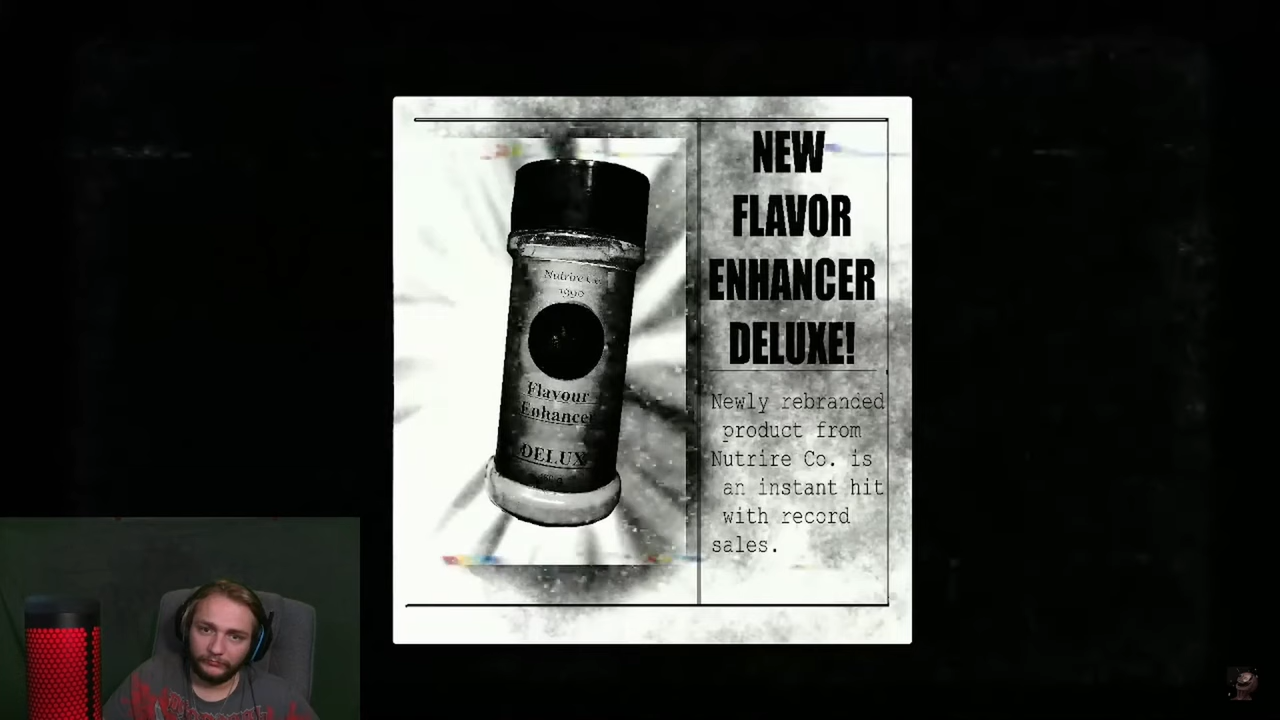 Nutrire Co.
1990
Flavour
Enhancer
DELUX
NEW
FLAVOR
ENHANCER
DELUXE!
Newly rebranded
product from
Nutrire Co. is
an instant hit
with record
sales.